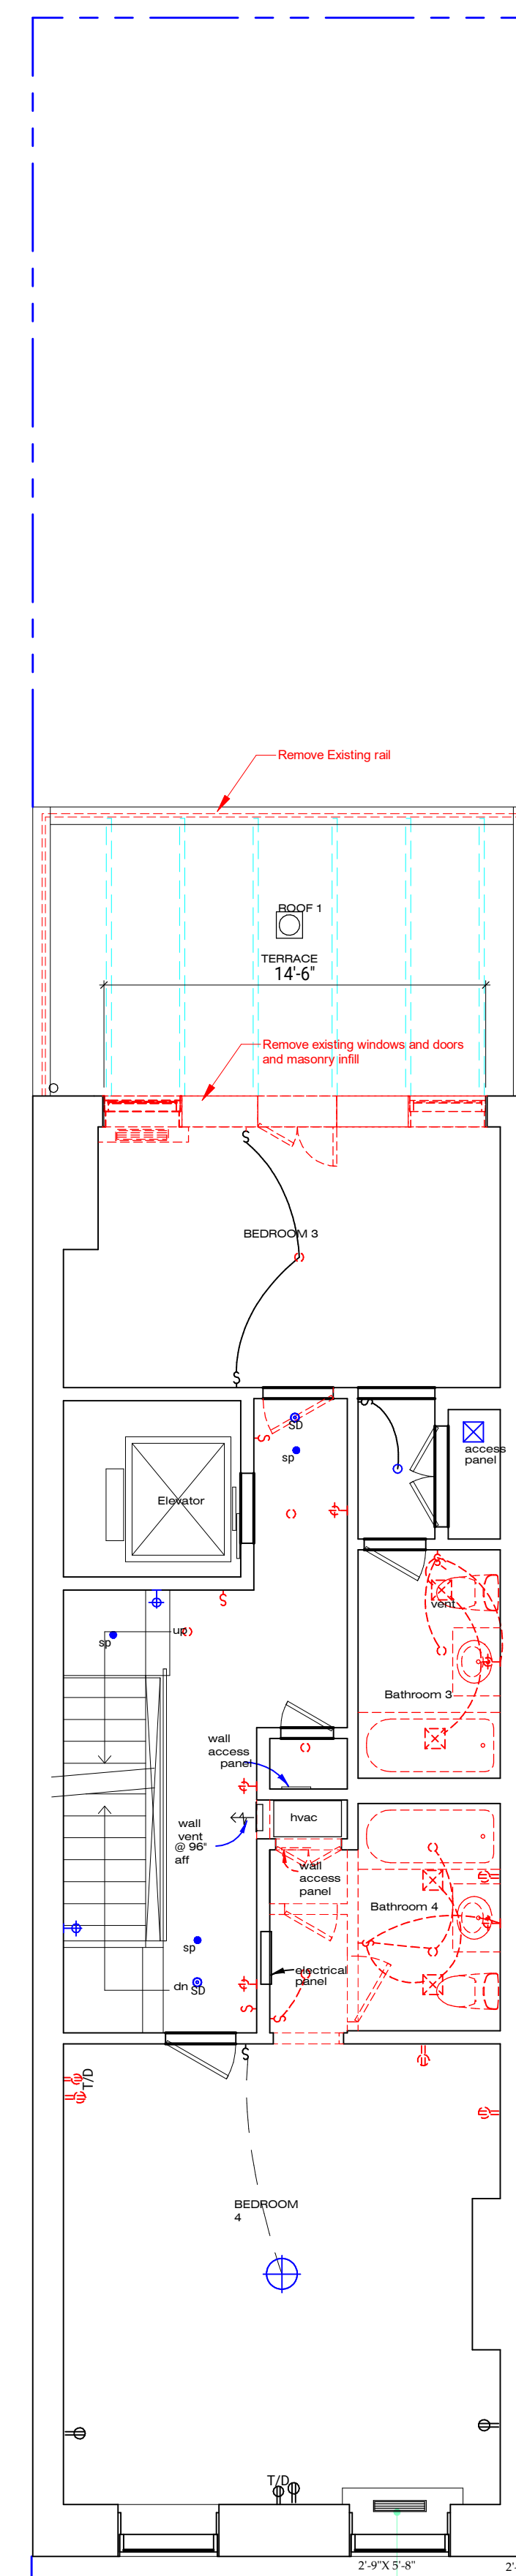 Remove Existing rail
ROOF 1
TERRACE
14'-6"
Remove existing windows and doors
and masonry infill
BEDROOM 3
SD
sp
access
panel
Elevator
vent
up
sp
Bathroom 3
wall
access
panel
hvac
wall
vent
@ 96"
aff
wall
access
panel
Bathroom 4
sp
electrical
panel
dn
SD
T/D
BEDROOM
4
T/D
2'-9"X 5'-8"
2'-